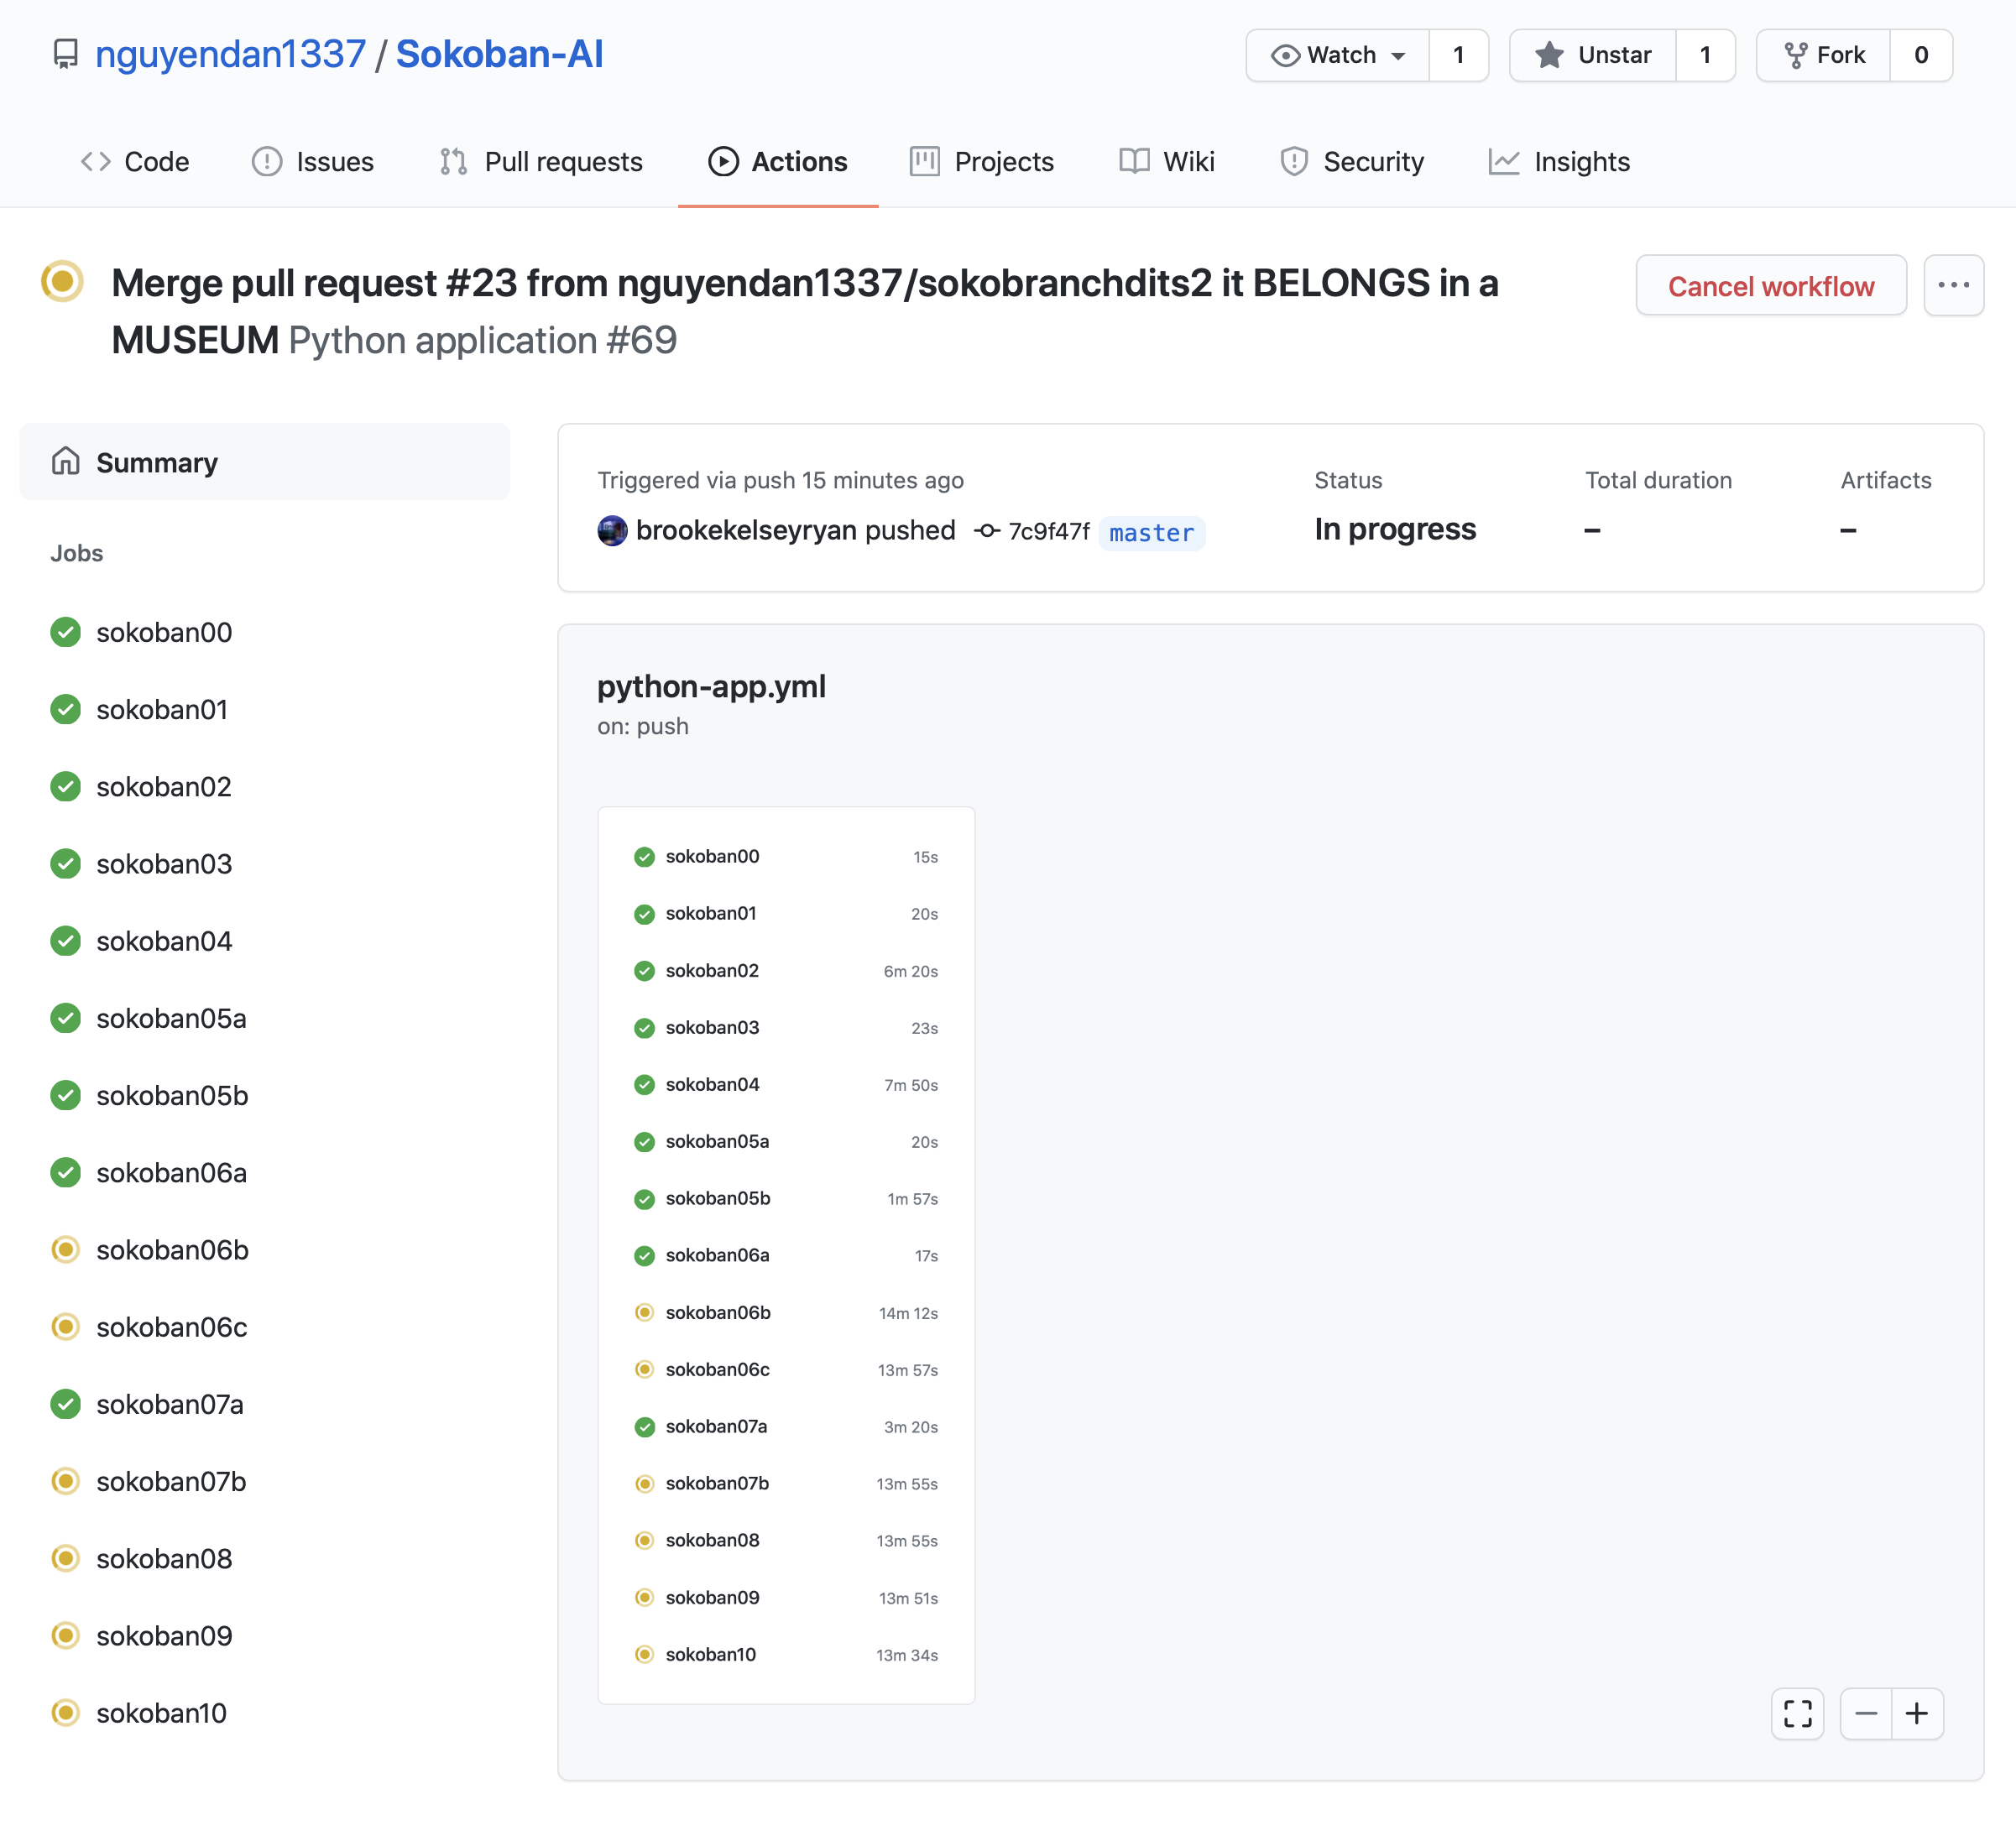 nguyendan1337 / Sokoban-AI
Watch 1 Unstar 1 Fork 0
Code Issues Pull requests Actions Projects Wiki Security Insights
Merge pull request #23 from nguyendan1337/sokobranchdits2 it BELONGS in a
MUSEUM Python application #69
Cancel workflow
Summary
Jobs
sokoban00
sokoban01
sokoban02
sokoban03
sokoban04
sokoban05a
sokoban05b
sokoban06a
sokoban06b
sokoban06c
sokoban07a
sokoban07b
sokoban08
sokoban09
sokoban10
Triggered via push 15 minutes ago
brookekelseyryan pushed 7c9f47f master
Status
In progress
Total duration
–
Artifacts
–
python-app.yml
on: push
sokoban00 15s
sokoban01 20s
sokoban02 6m 20s
sokoban03 23s
sokoban04 7m 50s
sokoban05a 20s
sokoban05b 1m 57s
sokoban06a 17s
sokoban06b 14m 12s
sokoban06c 13m 57s
sokoban07a 3m 20s
sokoban07b 13m 55s
sokoban08 13m 55s
sokoban09 13m 51s
sokoban10 13m 34s